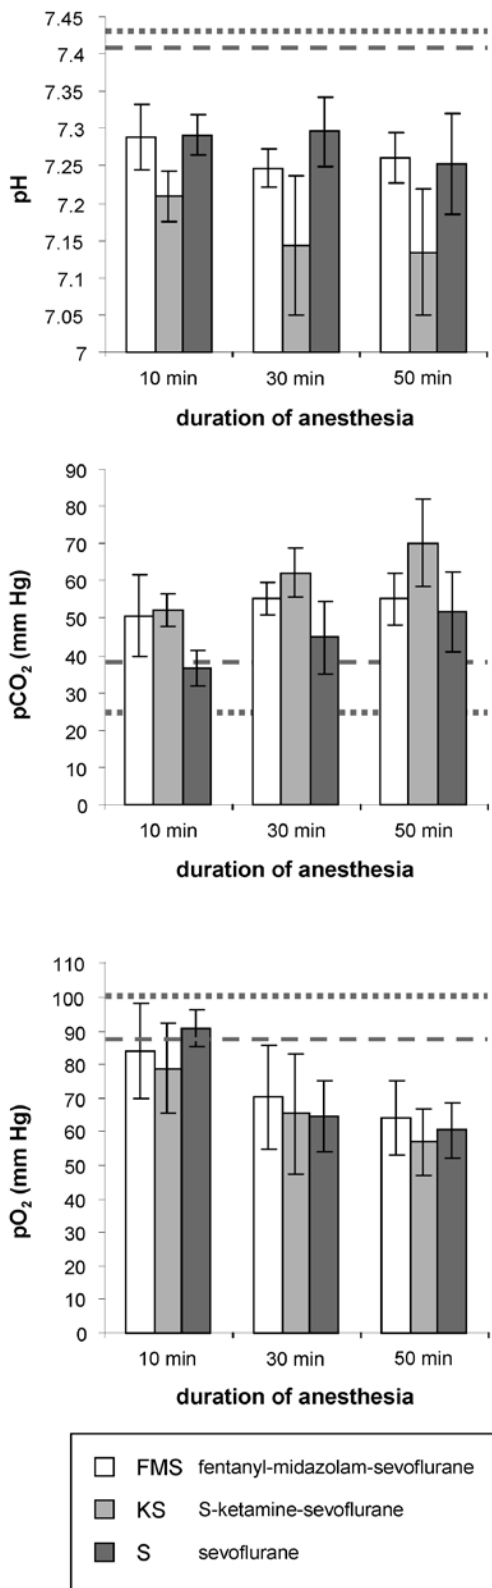 7.45
7.4
7.35
7.3
7.25
7.2
7.15
7.1
7.05
7
pH
10 min 30 min 50 min
duration of anesthesia
90
80
70
60
50
40
30
20
10
0
pCO₂ (mm Hg)
10 min 30 min 50 min
duration of anesthesia
110
100
90
80
70
60
50
40
30
20
10
0
pO₂ (mm Hg)
10 min 30 min 50 min
duration of anesthesia
FMS fentanyl-midazolam-sevoflurane
KS S-ketamine-sevoflurane
S sevoflurane